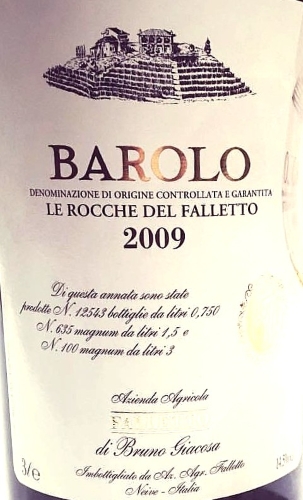 BAROLO
DENOMINAZIONE DI ORIGINE CONTROLLATA E GARANTITA
LE ROCCHE DEL FALLETTO
2009
Di questa annata sono state
prodotte N. 12543 bottiglie da litri 0,750
N. 635 magnum da litri 1,5 e
N. 100 magnum da litri 3
Azienda Agricola
di Bruno Giacosa
Imbottigliato da Az. Agr. Falletto
Neive - Italia